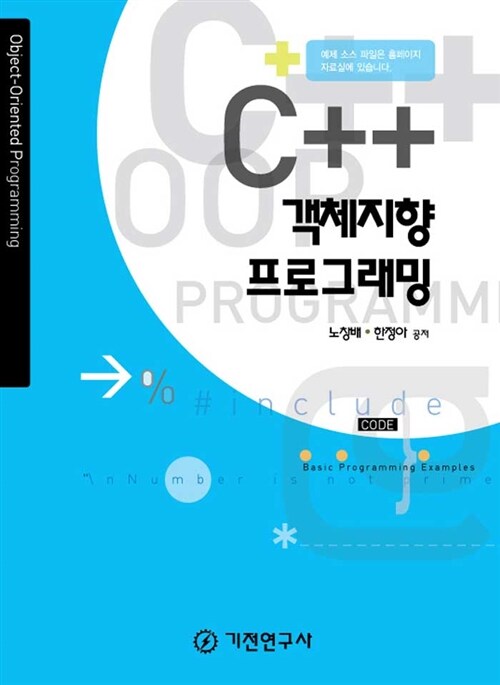 Object-Oriented Programming
예제 소스 파일은 홈페이지
자료실에 있습니다.
C++
C++
OOP
객체지향
프로그래밍
PROGRAMMI
노창배 • 한정아 공저
%
#include
CODE
Basic Programming Examples
"\nNumber is not prime
}
*
기전연구사